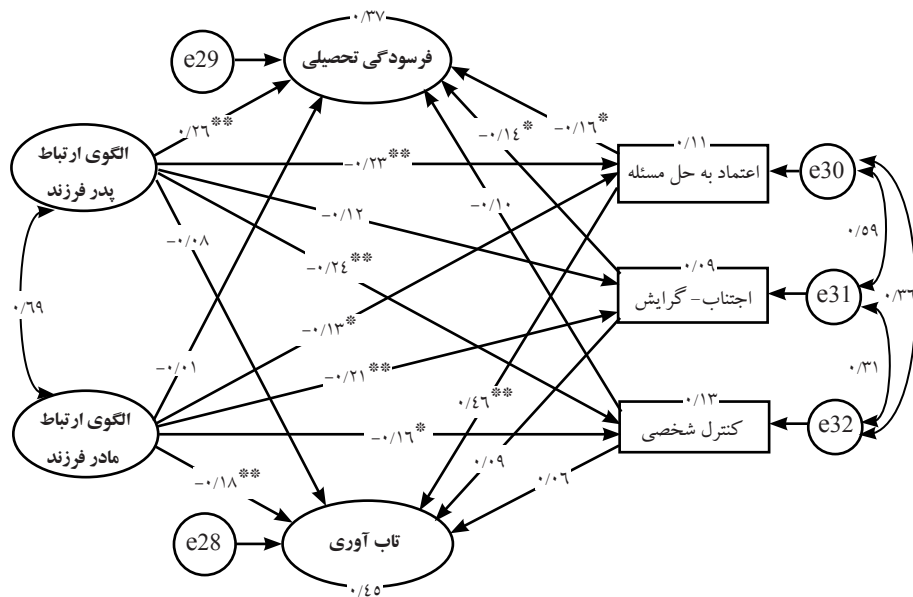 ۰/۳۷
e29
فرسودگی تحصیلی
۰/۲۶**
-۰/۱۴*
-۰/۱۶*
۰/۱۱
الگوی ارتباط
پدر فرزند
-۰/۲۳**
اعتماد به حل مسئله
e30
-۰/۱۰
-۰/۱۲
-۰/۰۸
-۰/۲۴**
۰/۵۹
۰/۰۹
اجتناب- گرایش
e31
۰/۳۶
۰/۶۹
-۰/۱۳*
-۰/۰۱
-۰/۲۱**
۰/۳۱
۰/۴۶**
۰/۱۳
الگوی ارتباط
مادر فرزند
-۰/۱۶*
کنترل شخصی
e32
-۰/۱۸**
۰/۰۹
۰/۰۶
e28
تاب آوری
۰/۴۵